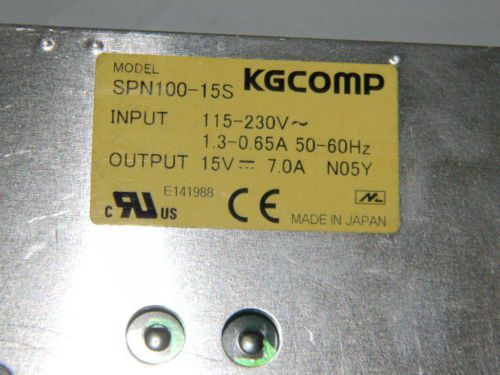 MODEL
SPN100-15S KGCOMP
INPUT 115-230V~
1.3-0.65A 50-60Hz
OUTPUT 15V⎓ 7.0A N05Y
E141988
c RU US CE
MADE IN JAPAN